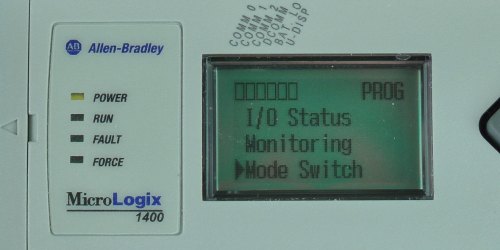 COMM 0
COMM 1
COMM 2
DCOMM
BAT. LO
U-DISP
AB Allen-Bradley
POWER
RUN
FAULT
FORCE
MicroLogix
1400
PROG
I/O Status
Monitoring
Mode Switch